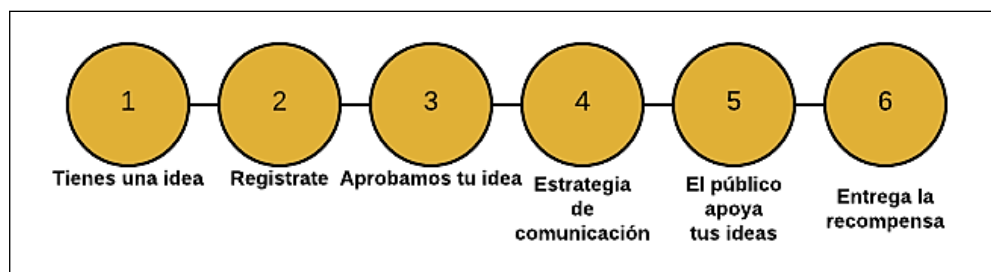 1
2
3
4
5
6
Tienes una idea
Registrate
Aprobamos tu idea
Estrategia
de
comunicación
El público
apoya
tus ideas
Entrega la
recompensa